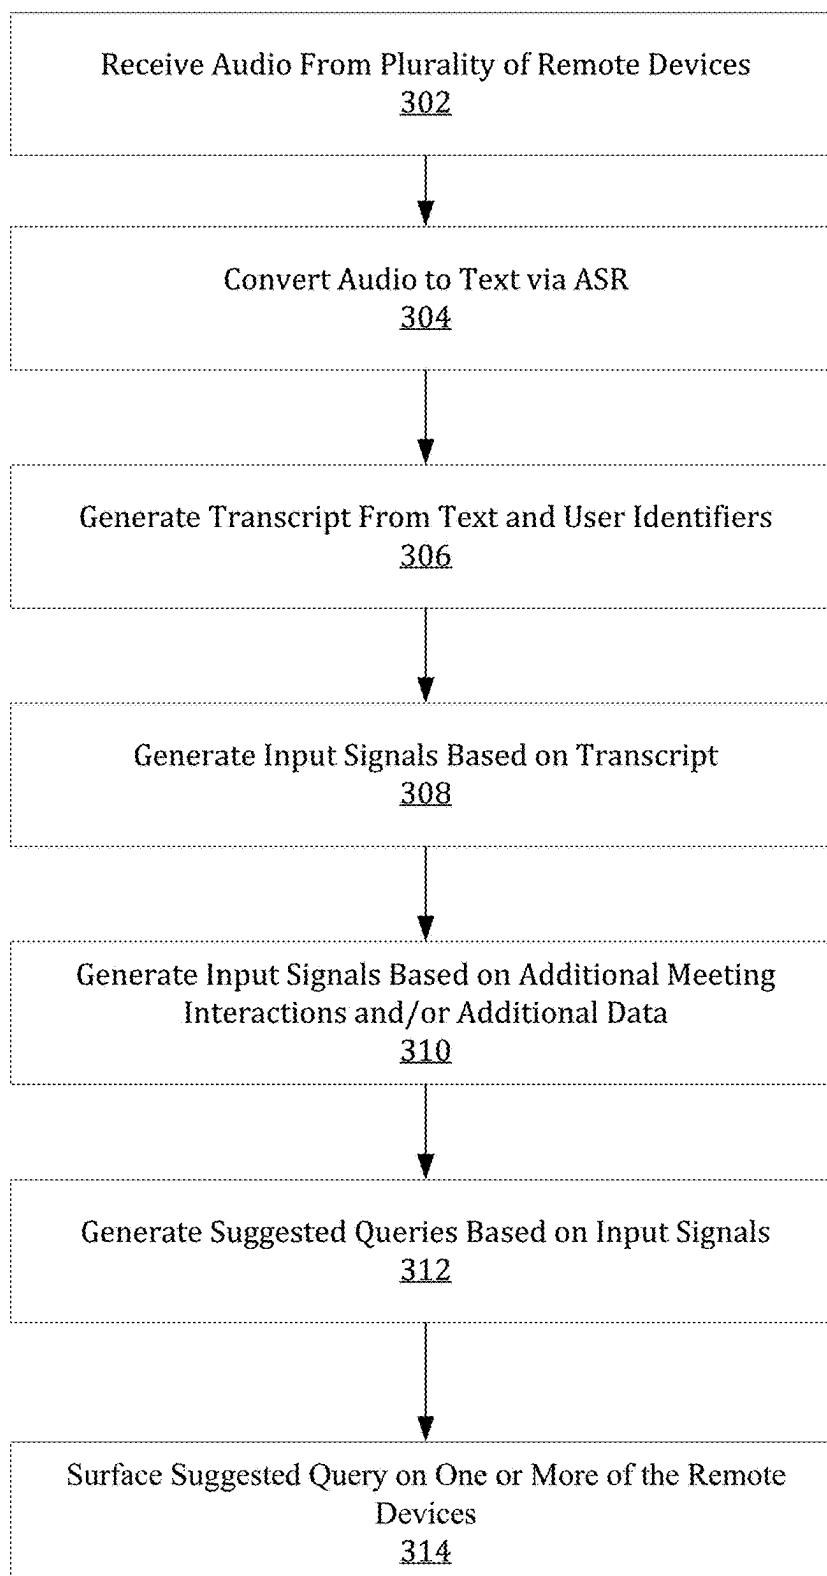 Receive Audio From Plurality of Remote Devices
302
Convert Audio to Text via ASR
304
Generate Transcript From Text and User Identifiers
306
Generate Input Signals Based on Transcript
308
Generate Input Signals Based on Additional Meeting
Interactions and/or Additional Data
310
Generate Suggested Queries Based on Input Signals
312
Surface Suggested Query on One or More of the Remote
Devices
314